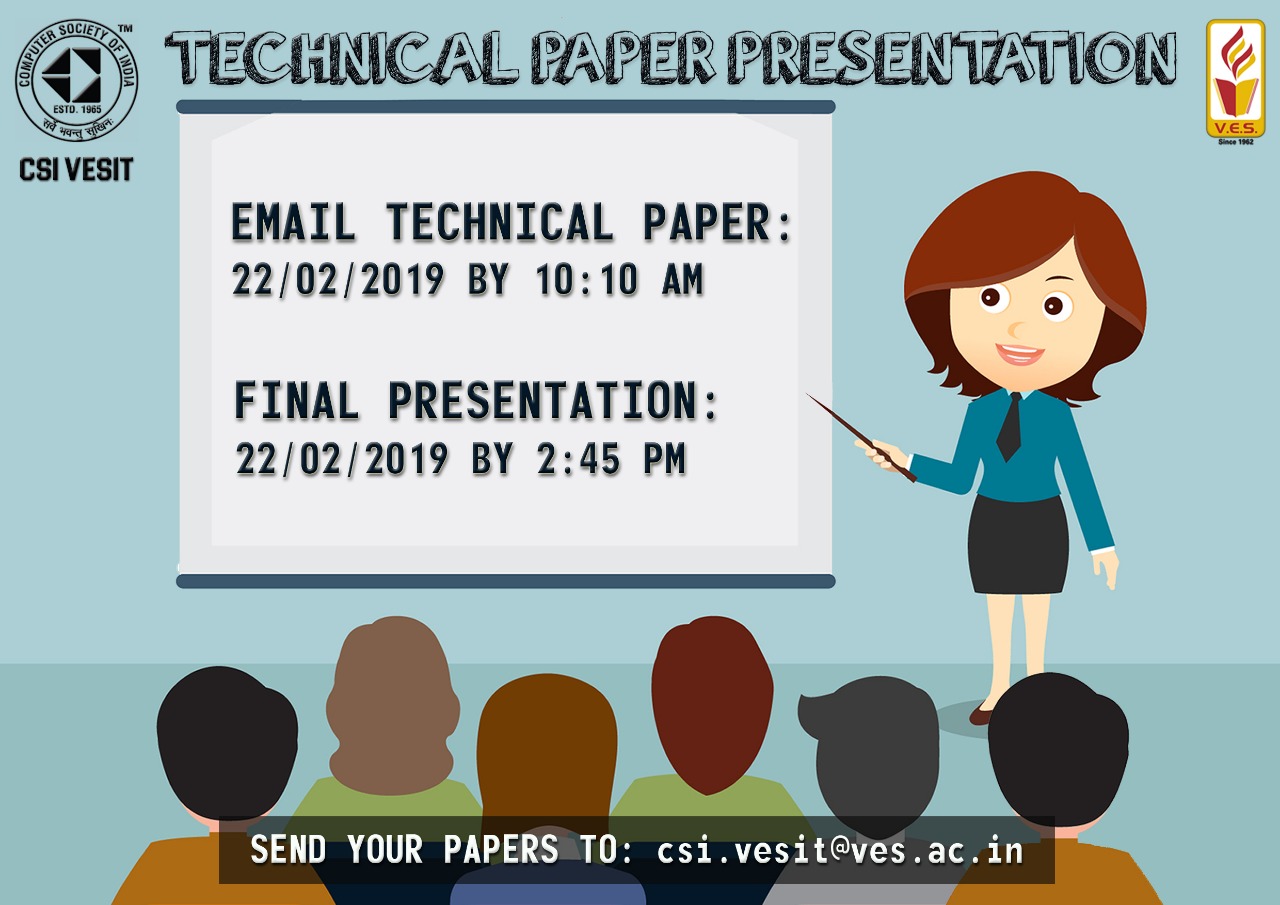 COMPUTER SOCIETY OF INDIA
TM
ESTD. 1965
सर्वे भवन्तु सुखिनः
CSI VESIT
TECHNICAL PAPER PRESENTATION
V.E.S.
Since 1962
EMAIL TECHNICAL PAPER:
22/02/2019 BY 10:10 AM
FINAL PRESENTATION:
22/02/2019 BY 2:45 PM
SEND YOUR PAPERS TO: csi.vesit@ves.ac.in